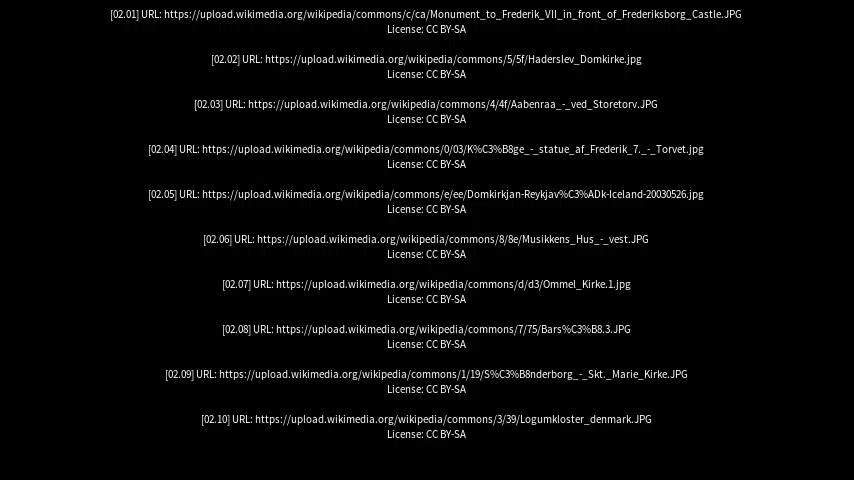 [02.01] URL: https://upload.wikimedia.org/wikipedia/commons/c/ca/Monument_to_Frederik_VII_in_front_of_Frederiksborg_Castle.JPG
License: CC BY-SA
[02.02] URL: https://upload.wikimedia.org/wikipedia/commons/5/5f/Haderslev_Domkirke.jpg
License: CC BY-SA
[02.03] URL: https://upload.wikimedia.org/wikipedia/commons/4/4f/Aabenraa_-_ved_Storetorv.JPG
License: CC BY-SA
[02.04] URL: https://upload.wikimedia.org/wikipedia/commons/0/03/K%C3%B8ge_-_statue_af_Frederik_7._-_Torvet.jpg
License: CC BY-SA
[02.05] URL: https://upload.wikimedia.org/wikipedia/commons/e/ee/Domkirkjan-Reykjav%C3%ADk-Iceland-20030526.jpg
License: CC BY-SA
[02.06] URL: https://upload.wikimedia.org/wikipedia/commons/8/8e/Musikkens_Hus_-_vest.JPG
License: CC BY-SA
[02.07] URL: https://upload.wikimedia.org/wikipedia/commons/d/d3/Ommel_Kirke.1.jpg
License: CC BY-SA
[02.08] URL: https://upload.wikimedia.org/wikipedia/commons/7/75/Bars%C3%B8.3.JPG
License: CC BY-SA
[02.09] URL: https://upload.wikimedia.org/wikipedia/commons/1/19/S%C3%B8nderborg_-_Skt._Marie_Kirke.JPG
License: CC BY-SA
[02.10] URL: https://upload.wikimedia.org/wikipedia/commons/3/39/Logumkloster_denmark.JPG
License: CC BY-SA